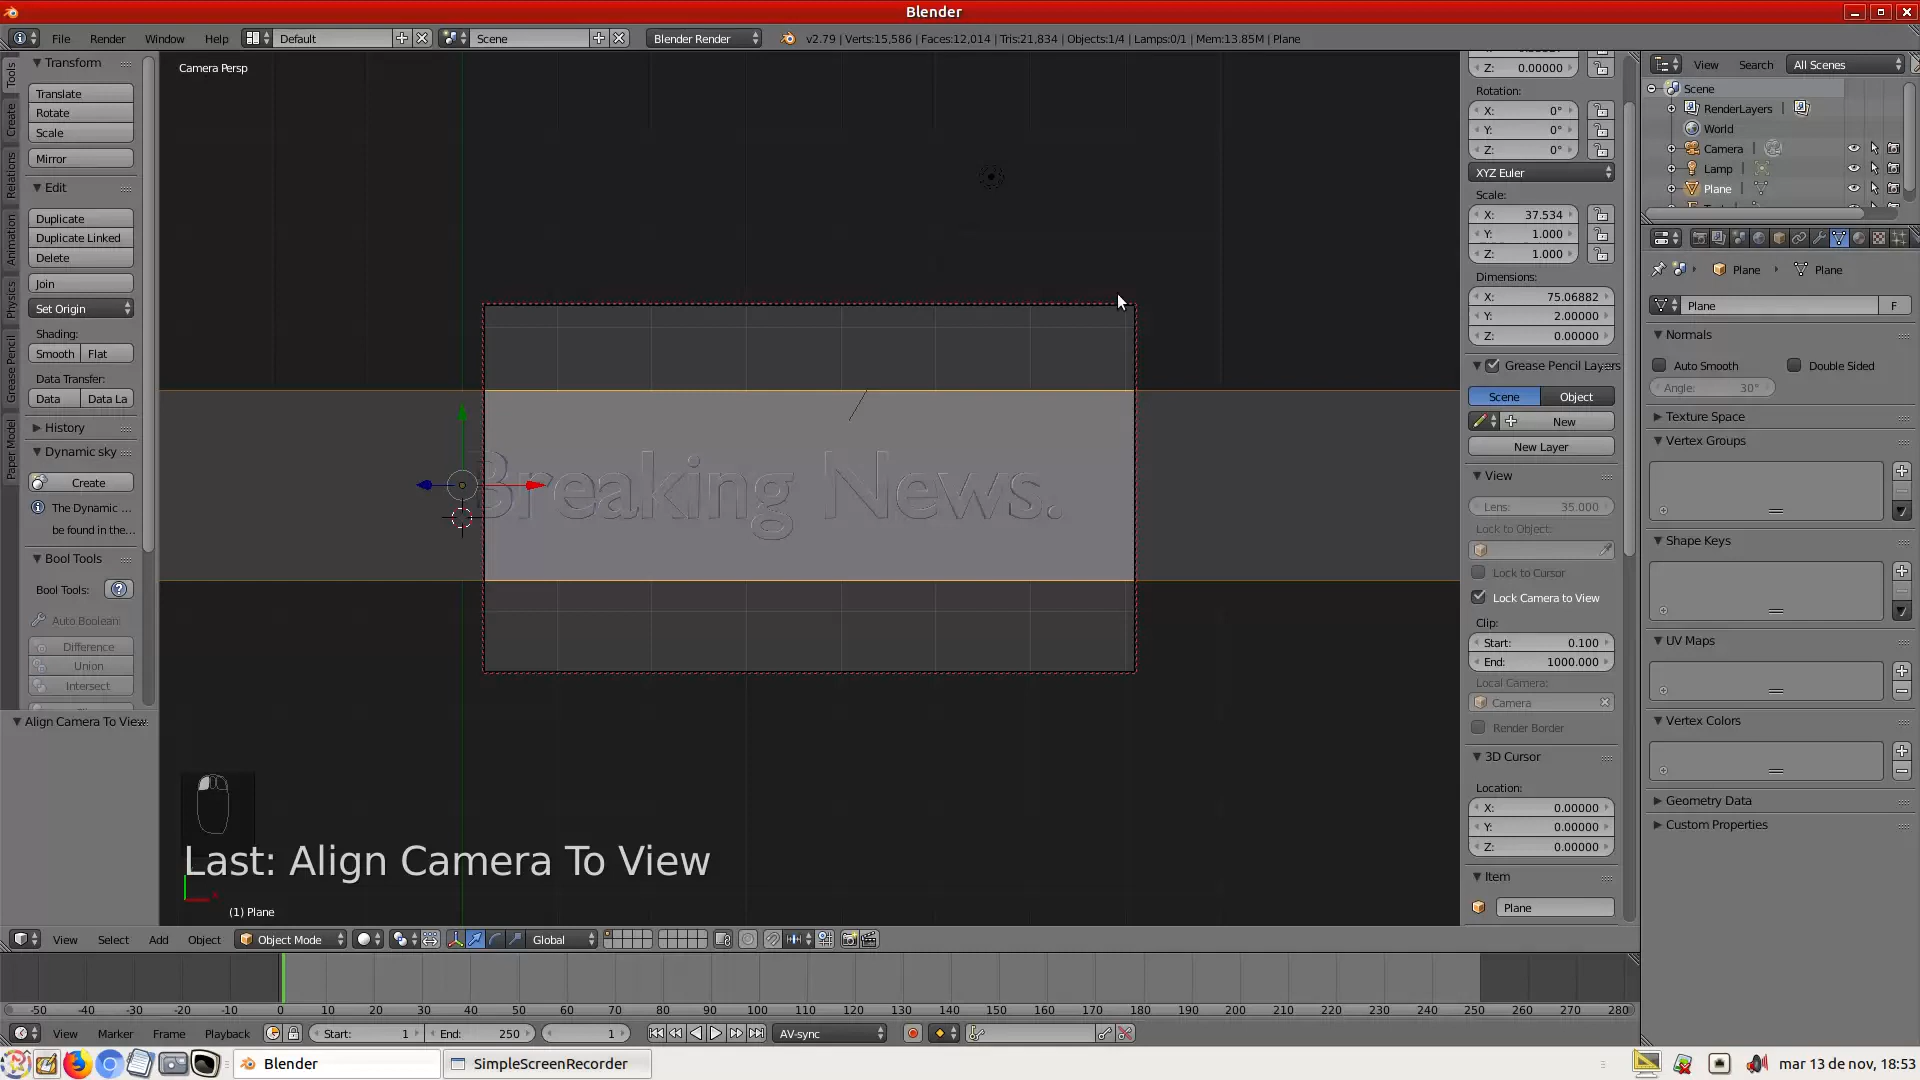 Blender
File Render Window Help Default Scene Blender Render v2.79 | Verts:15,586 | Faces:12,014 | Tris:21,834 | Objects:1/4 | Lamps:0/1 | Mem:13.85M | Plane
Tools
Create
Relations
Animation
Physics
Grease Pencil
Paper Model
Transform
Translate
Rotate
Scale
Mirror
Edit
Duplicate
Duplicate Linked
Delete
Join
Set Origin
Shading:
Smooth Flat
Data Transfer:
Data Data La
History
Dynamic sky
Create
The Dynamic ...
be found in the...
Bool Tools
Bool Tools:
Auto Boolean
Difference
Union
Intersect
Align Camera To View
Camera Persp
Breaking News.
Last: Align Camera To View
(1) Plane
Z: 0.00000
Rotation:
X: 0°
Y: 0°
Z: 0°
XYZ Euler
Scale:
X: 37.534
Y: 1.000
Z: 1.000
Dimensions:
X: 75.06882
Y: 2.00000
Z: 0.00000
Grease Pencil Layers
Scene Object
New
New Layer
View
Lens: 35.000
Lock to Object:
Lock to Cursor
Lock Camera to View
Clip:
Start: 0.100
End: 1000.000
Local Camera:
Camera
Render Border
3D Cursor
Location:
X: 0.00000
Y: 0.00000
Z: 0.00000
Item
Plane
View Search All Scenes
Scene
RenderLayers
World
Camera
Lamp
Plane
Plane Plane
Plane F
Normals
Auto Smooth Double Sided
Angle: 30°
Texture Space
Vertex Groups
Shape Keys
UV Maps
Vertex Colors
Geometry Data
Custom Properties
View Select Add Object Object Mode Global
-50 -40 -30 -20 -10 0 10 20 30 40 50 60 70 80 90 100 110 120 130 140 150 160 170 180 190 200 210 220 230 240 250 260 270 280
View Marker Frame Playback Start: 1 End: 250 1 AV-sync
Blender SimpleScreenRecorder mar 13 de nov, 18:53